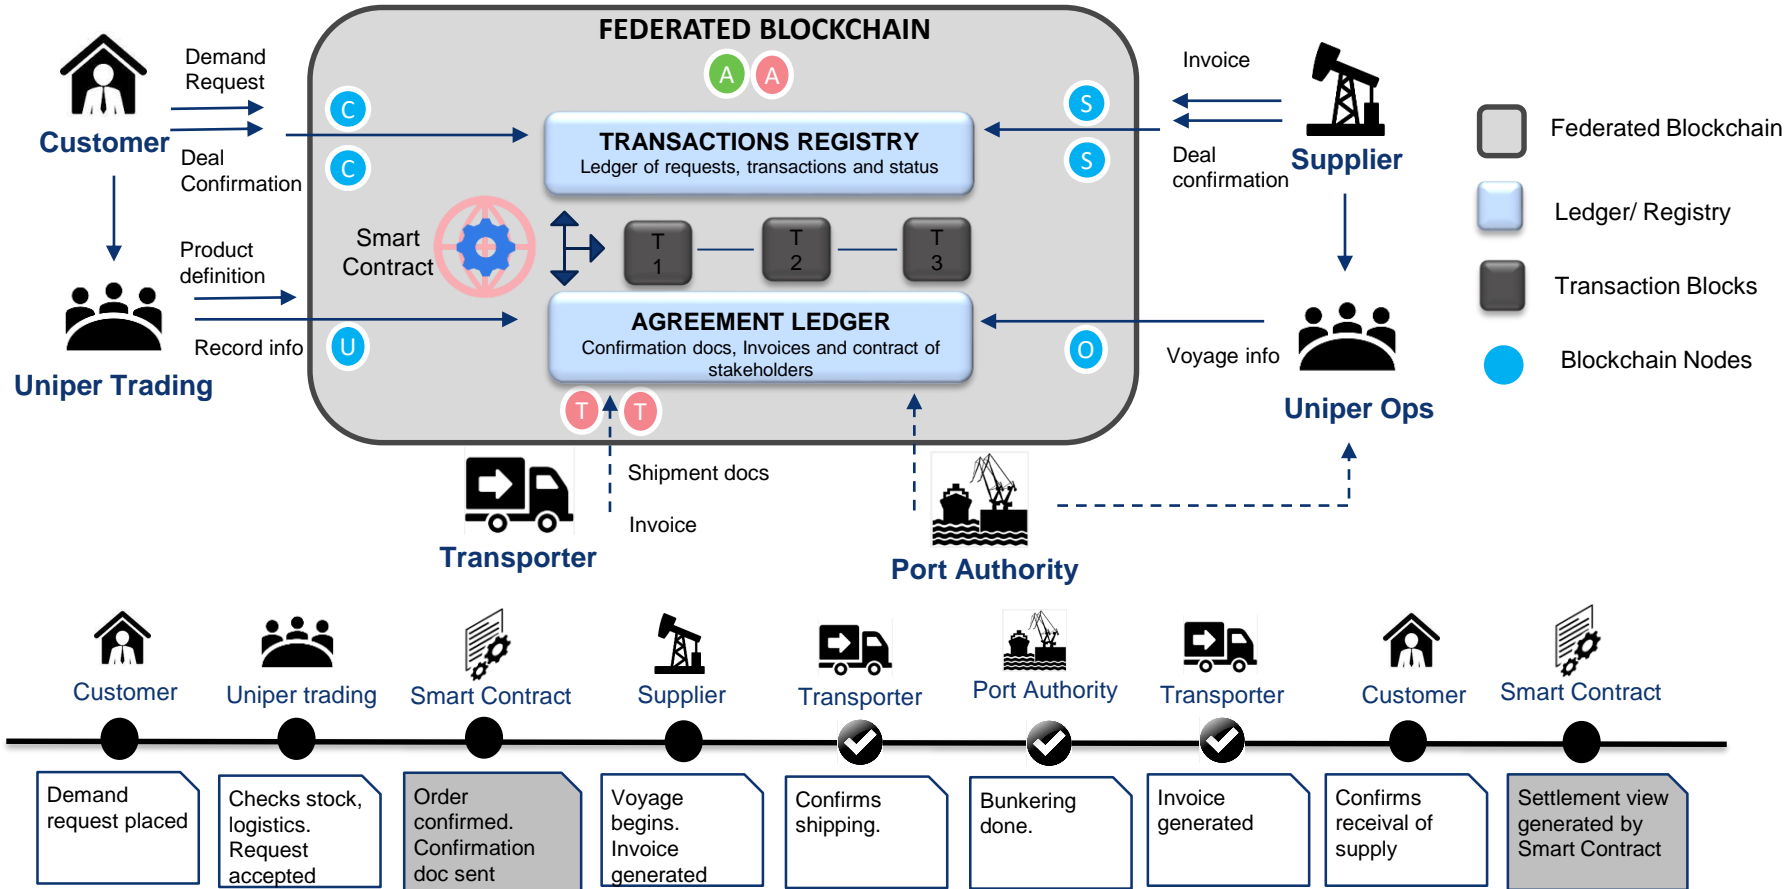 FEDERATED BLOCKCHAIN
A A
Demand
Request
Customer
Deal
Confirmation
C
C
TRANSACTIONS REGISTRY
Ledger of requests, transactions and status
S
S
Invoice
Deal
confirmation
Supplier
Smart
Contract
T
1
T
2
T
3
Product
definition
Record info
Uniper Trading
U
AGREEMENT LEDGER
Confirmation docs, Invoices and contract of
stakeholders
O
Voyage info
Uniper Ops
T T
Shipment docs
Invoice
Transporter
Port Authority
Federated Blockchain
Ledger/ Registry
Transaction Blocks
Blockchain Nodes
Customer
Uniper trading
Smart Contract
Supplier
Transporter
Port Authority
Transporter
Customer
Smart Contract
Demand
request placed
Checks stock,
logistics.
Request
accepted
Order
confirmed.
Confirmation
doc sent
Voyage
begins.
Invoice
generated
Confirms
shipping.
Bunkering
done.
Invoice
generated
Confirms
receival of
supply
Settlement view
generated by
Smart Contract